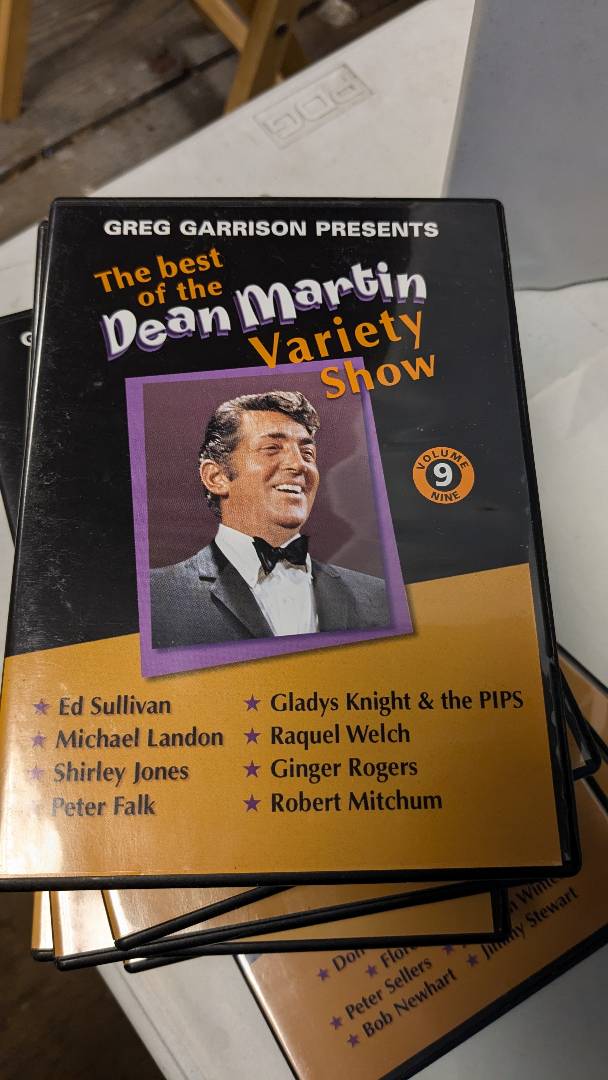 GREG GARRISON PRESENTS
The best
of the
Dean Martin
Variety
Show
VOLUME
9
NINE
★ Ed Sullivan
★ Michael Landon
★ Shirley Jones
★ Peter Falk
★ Gladys Knight & the PIPS
★ Raquel Welch
★ Ginger Rogers
★ Robert Mitchum
★ Peter Sellers
★ Bob Newhart
★ Jimmy Stewart
PDG